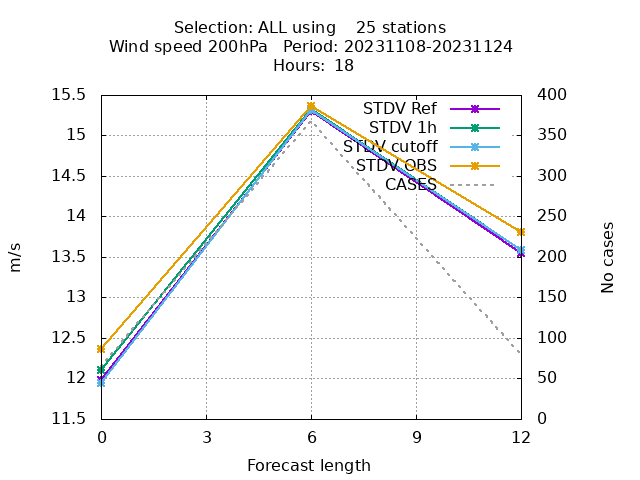 Selection: ALL using    25 stations
Wind speed 200hPa   Period: 20231108-20231124
Hours:  18
15.5
15
14.5
14
13.5
13
12.5
12
11.5
m/s
400
350
300
250
200
150
100
50
0
No cases
STDV Ref
STDV 1h
STDV cutoff
STDV OBS
CASES
0
3
6
9
12
Forecast length